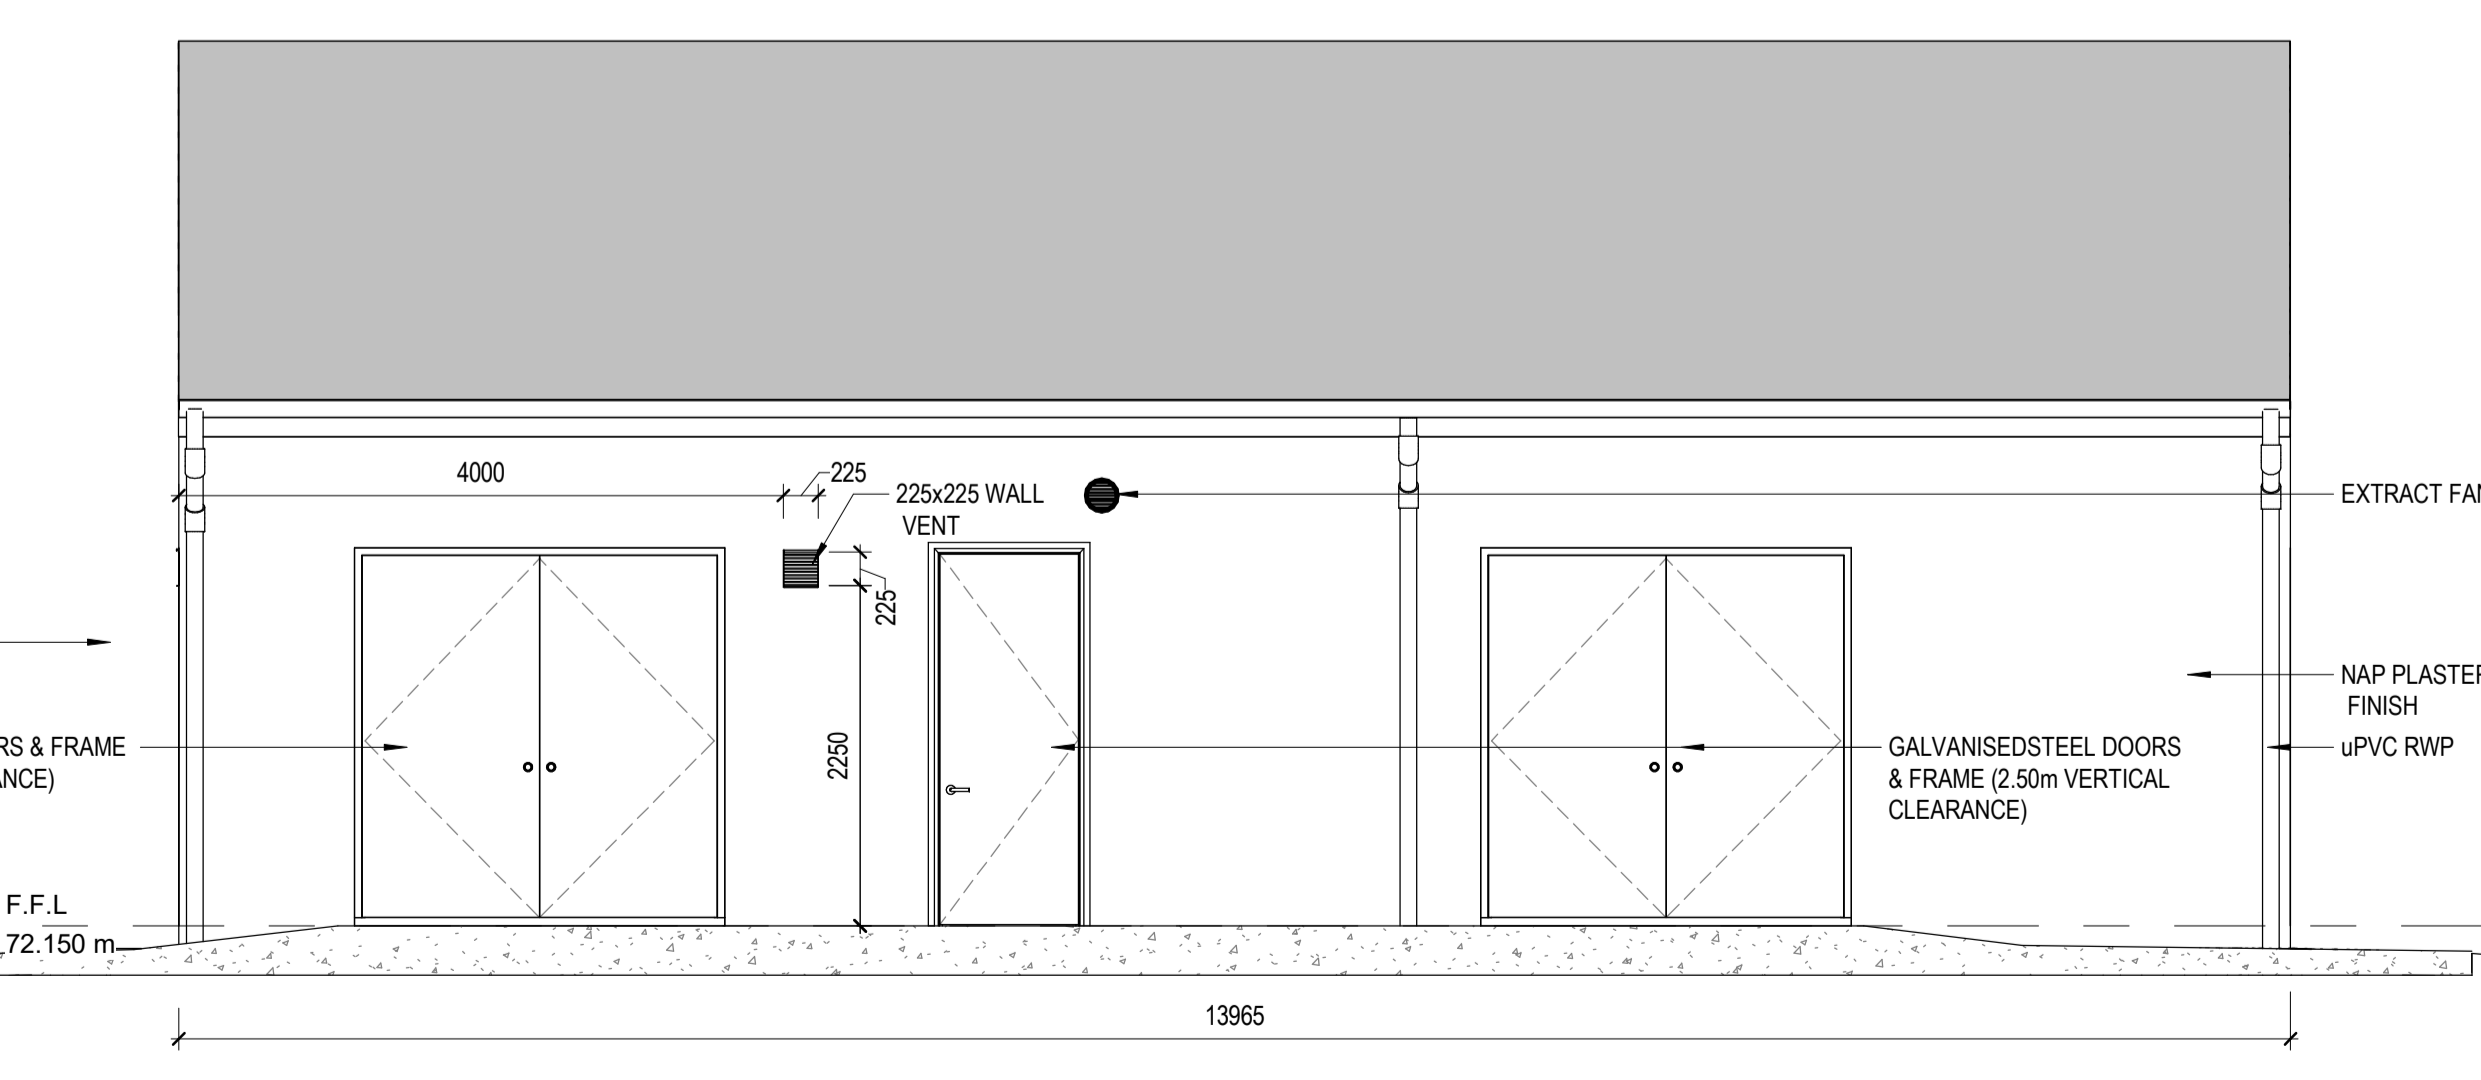 4000
225
225x225 WALL
VENT
EXTRACT FAN
225
2250
NAP PLASTER
FINISH
RS & FRAME
ANCE)
GALVANISEDSTEEL DOORS
& FRAME (2.50m VERTICAL
CLEARANCE)
uPVC RWP
F.F.L
72.150 m
13965